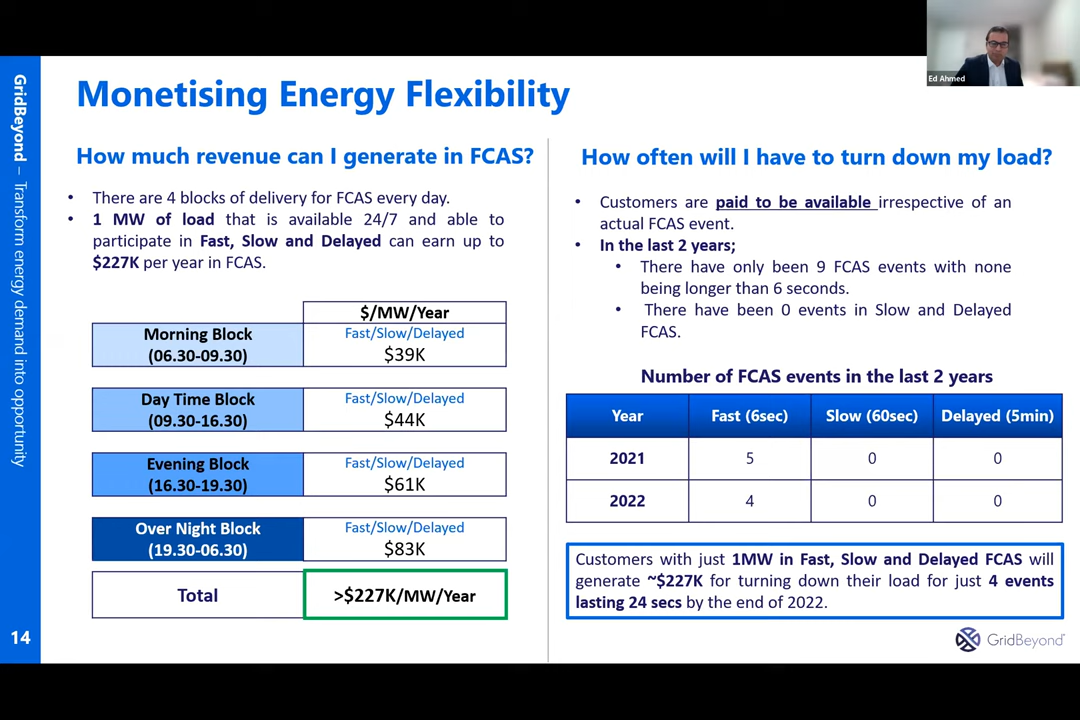 Ed Ahmed
GridBeyond – Transform energy demand into opportunity
14
Monetising Energy Flexibility
How much revenue can I generate in FCAS?
• There are 4 blocks of delivery for FCAS every day.
• 1 MW of load that is available 24/7 and able to
participate in Fast, Slow and Delayed can earn up to
$227K per year in FCAS.
$/MW/Year
Morning Block
(06.30-09.30)
Fast/Slow/Delayed
$39K
Day Time Block
(09.30-16.30)
Fast/Slow/Delayed
$44K
Evening Block
(16.30-19.30)
Fast/Slow/Delayed
$61K
Over Night Block
(19.30-06.30)
Fast/Slow/Delayed
$83K
Total
>$227K/MW/Year
How often will I have to turn down my load?
• Customers are paid to be available irrespective of an
actual FCAS event.
• In the last 2 years;
• There have only been 9 FCAS events with none
being longer than 6 seconds.
• There have been 0 events in Slow and Delayed
FCAS.
Number of FCAS events in the last 2 years
Year Fast (6sec) Slow (60sec) Delayed (5min)
2021 5 0 0
2022 4 0 0
Customers with just 1MW in Fast, Slow and Delayed FCAS will
generate ~$227K for turning down their load for just 4 events
lasting 24 secs by the end of 2022.
GridBeyond